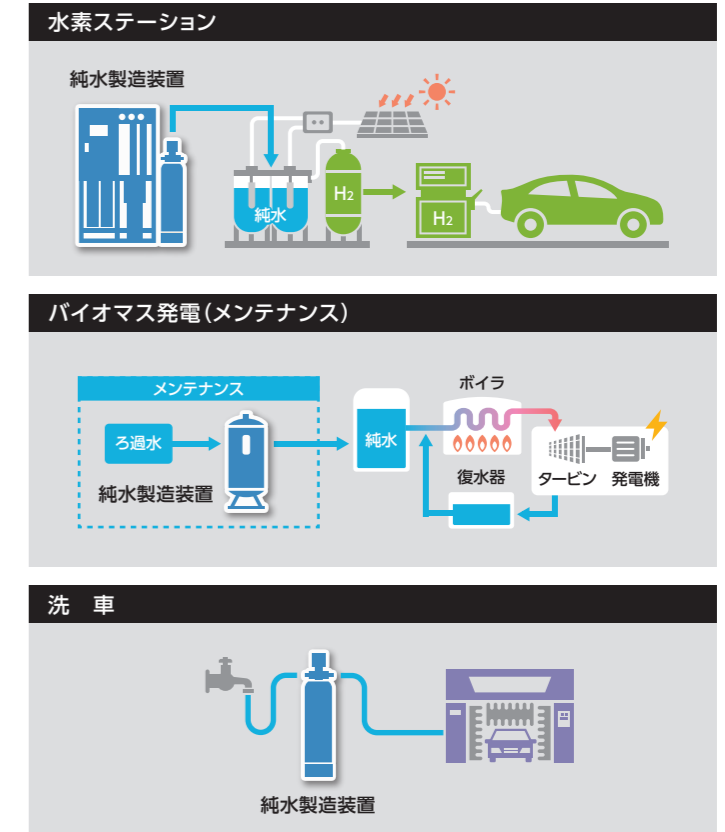 水素ステーション
純水製造装置
純水
H2
H2
バイオマス発電（メンテナンス）
メンテナンス
ろ過水
純水製造装置
純水
ボイラ
復水器
タービン
発電機
洗　車
純水製造装置